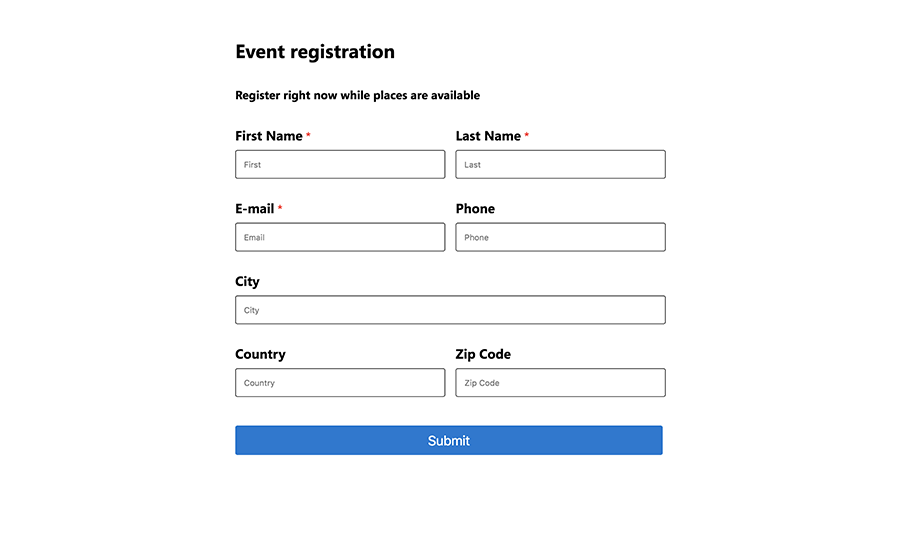 Event registration
Register right now while places are available
First Name * Last Name *
First Last
E-mail * Phone
Email Phone
City
City
Country Zip Code
Country Zip Code
Submit